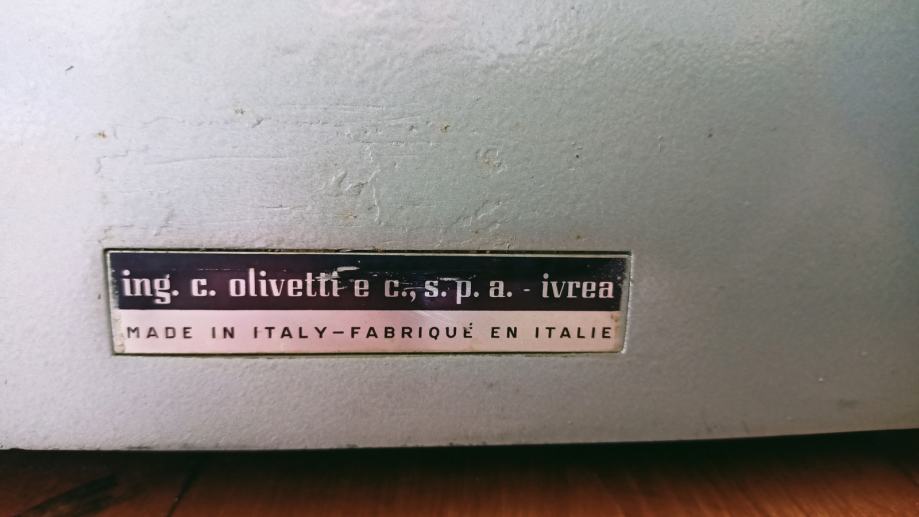 ing. c. olivetti e c., s. p. a. - ivrea
MADE IN ITALY-FABRIQUÉ EN ITALIE